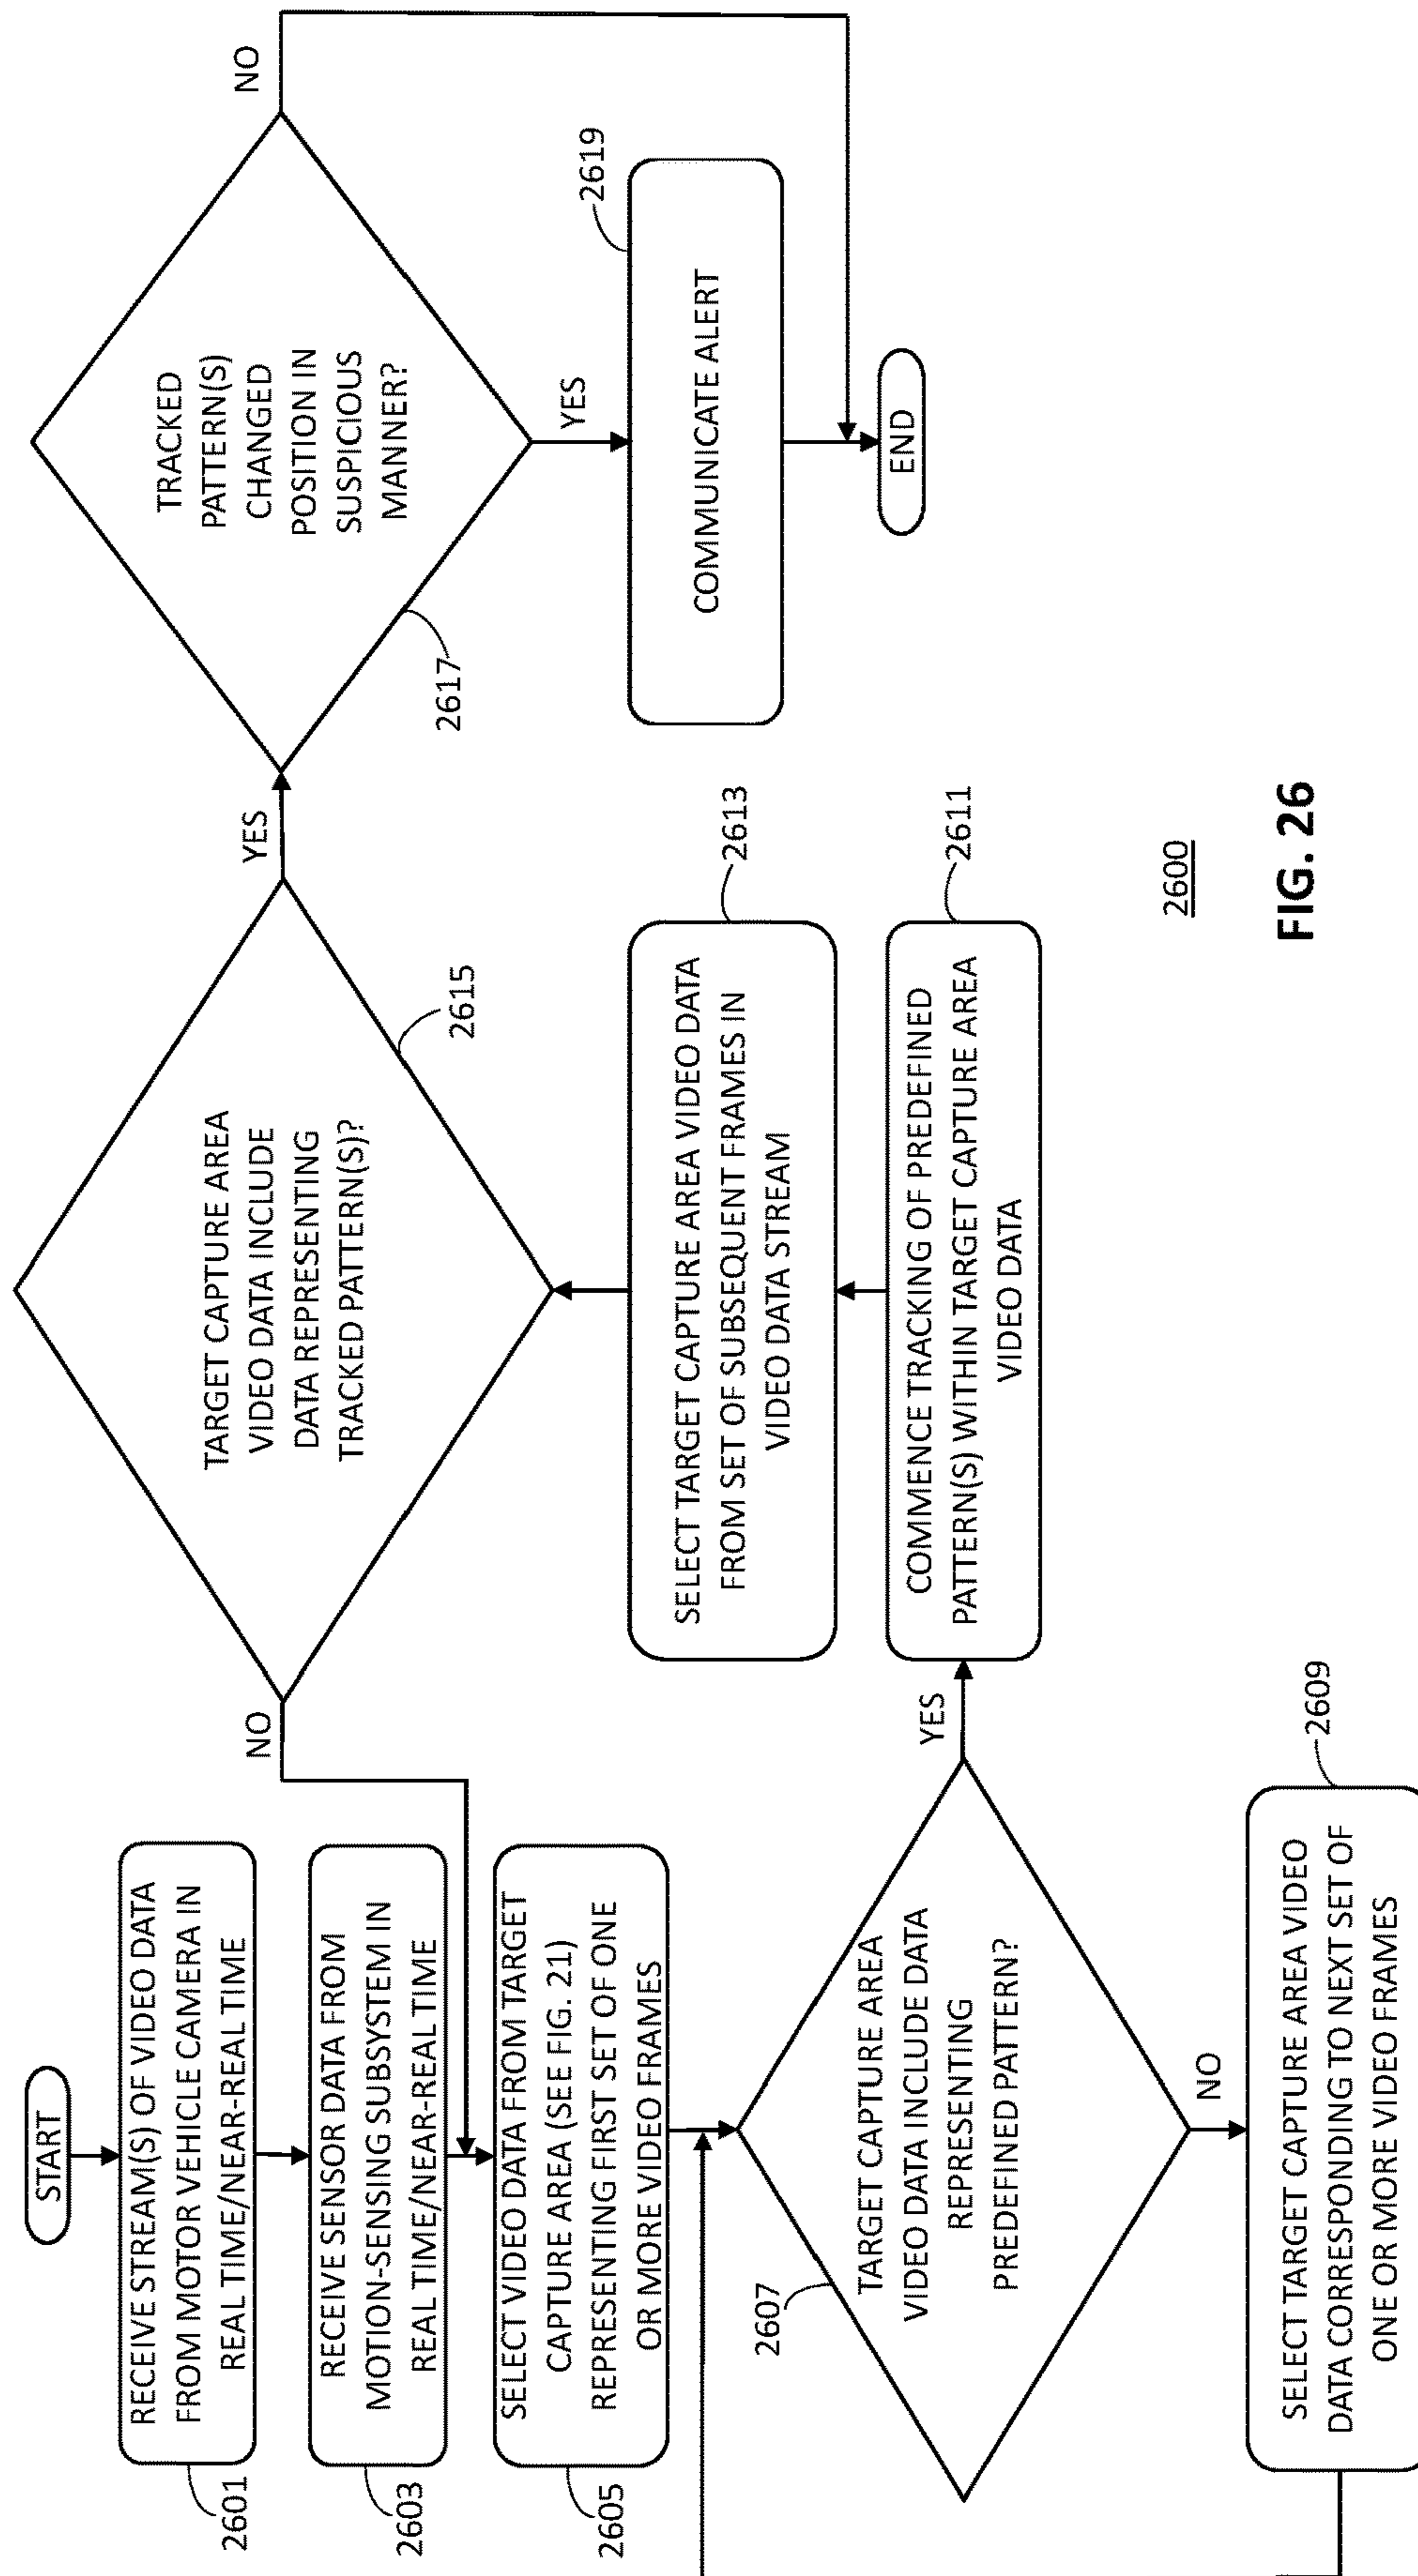 START
RECEIVE STREAM(S) OF VIDEO DATA
FROM MOTOR VEHICLE CAMERA IN
REAL TIME/NEAR-REAL TIME
2601
RECEIVE SENSOR DATA FROM
MOTION-SENSING SUBSYSTEM IN
REAL TIME/NEAR-REAL TIME
2603
SELECT VIDEO DATA FROM TARGET
CAPTURE AREA (SEE FIG. 21)
REPRESENTING FIRST SET OF ONE
OR MORE VIDEO FRAMES
2605
TARGET CAPTURE AREA
VIDEO DATA INCLUDE DATA
REPRESENTING
PREDEFINED PATTERN?
2607
NO
YES
SELECT TARGET CAPTURE AREA VIDEO
DATA CORRESPONDING TO NEXT SET OF
ONE OR MORE VIDEO FRAMES
2609
COMMENCE TRACKING OF PREDEFINED
PATTERN(S) WITHIN TARGET CAPTURE AREA
VIDEO DATA
2611
SELECT TARGET CAPTURE AREA VIDEO DATA
FROM SET OF SUBSEQUENT FRAMES IN
VIDEO DATA STREAM
2613
TARGET CAPTURE AREA
VIDEO DATA INCLUDE
DATA REPRESENTING
TRACKED PATTERN(S)?
2615
NO
YES
TRACKED
PATTERN(S)
CHANGED
POSITION IN
SUSPICIOUS
MANNER?
2617
NO
YES
COMMUNICATE ALERT
2619
END
2600
FIG. 26